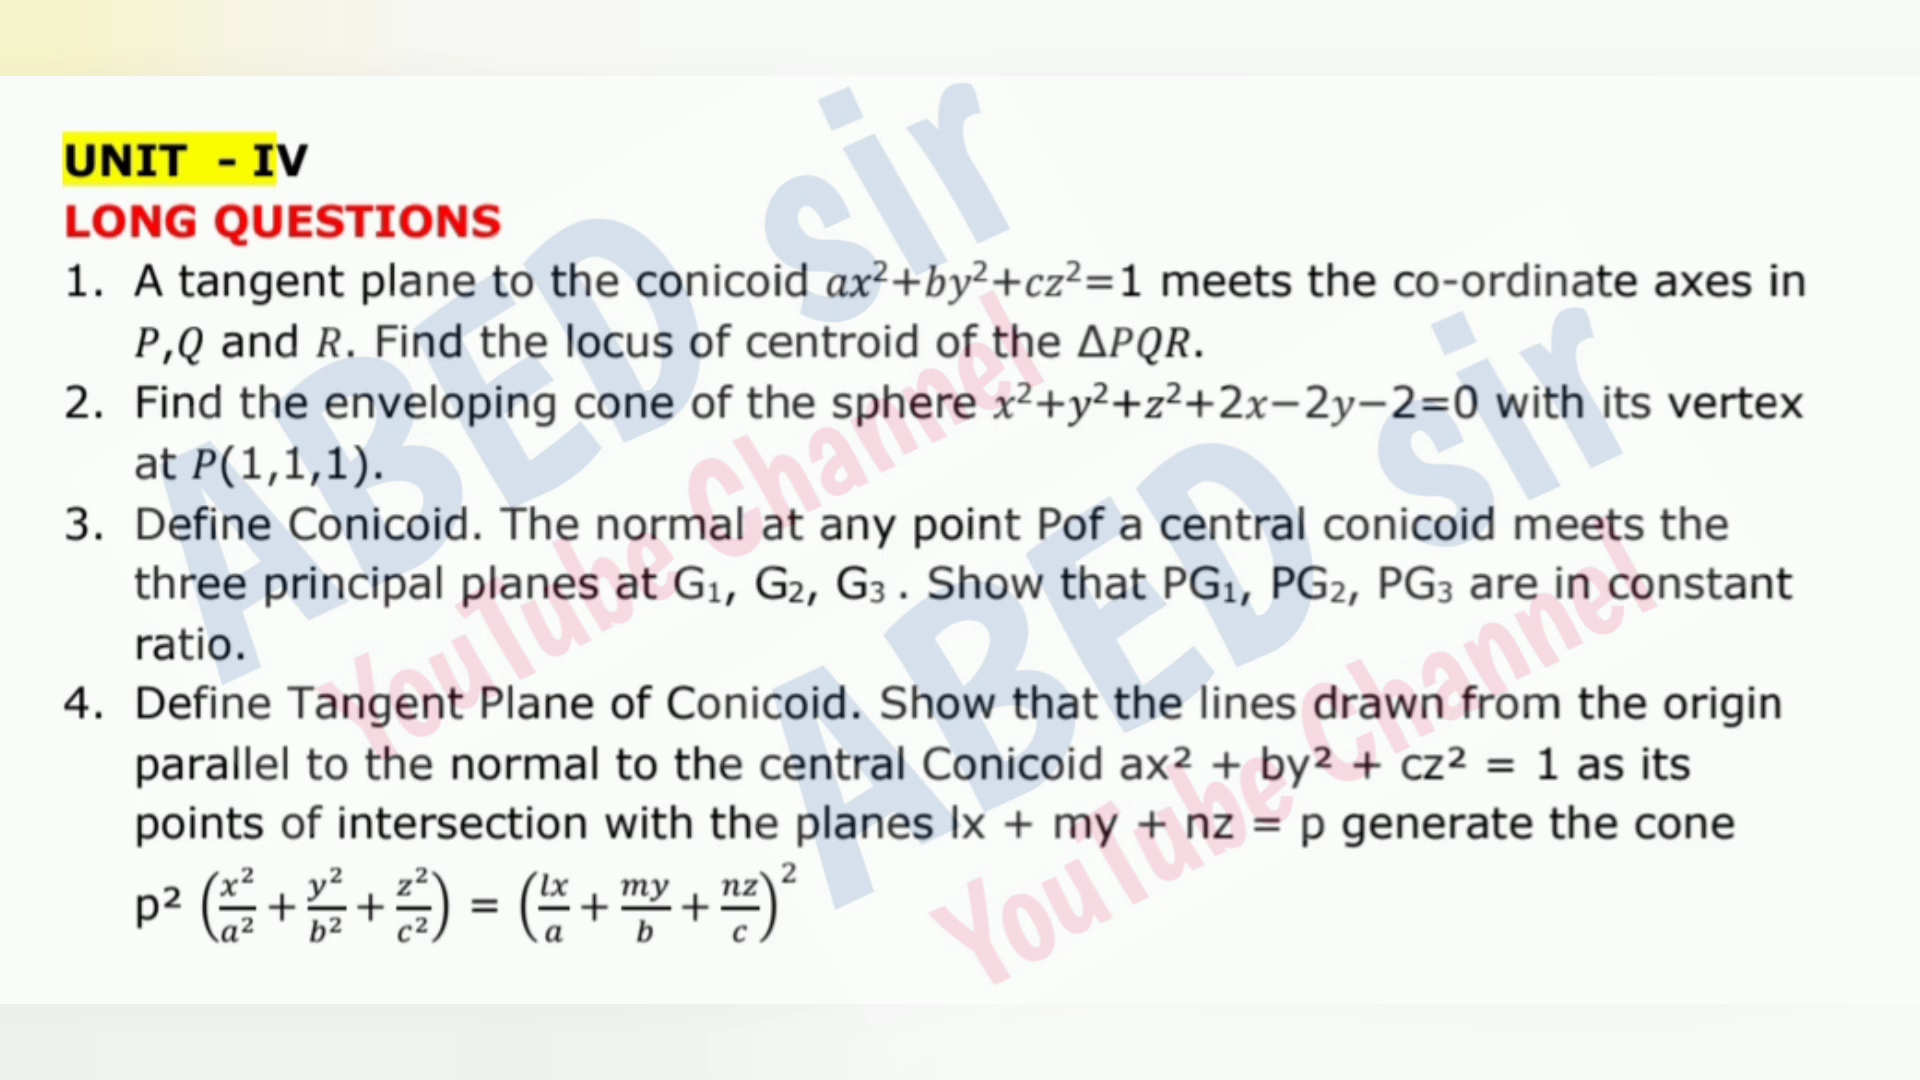 UNIT - IV
LONG QUESTIONS
1. A tangent plane to the conicoid ax²+by²+cz²=1 meets the co-ordinate axes in
P,Q and R. Find the locus of centroid of the ΔPQR.
2. Find the enveloping cone of the sphere x²+y²+z²+2x−2y−2=0 with its vertex
at P(1,1,1).
3. Define Conicoid. The normal at any point Pof a central conicoid meets the
three principal planes at G₁, G₂, G₃ . Show that PG₁, PG₂, PG₃ are in constant
ratio.
4. Define Tangent Plane of Conicoid. Show that the lines drawn from the origin
parallel to the normal to the central Conicoid ax² + by² + cz² = 1 as its
points of intersection with the planes lx + my + nz = p generate the cone
p² (x²/a² + y²/b² + z²/c²) = (lx/a + my/b + nz/c)²
ABED sir
YouTube Channel
ABED sir
YouTube Channel